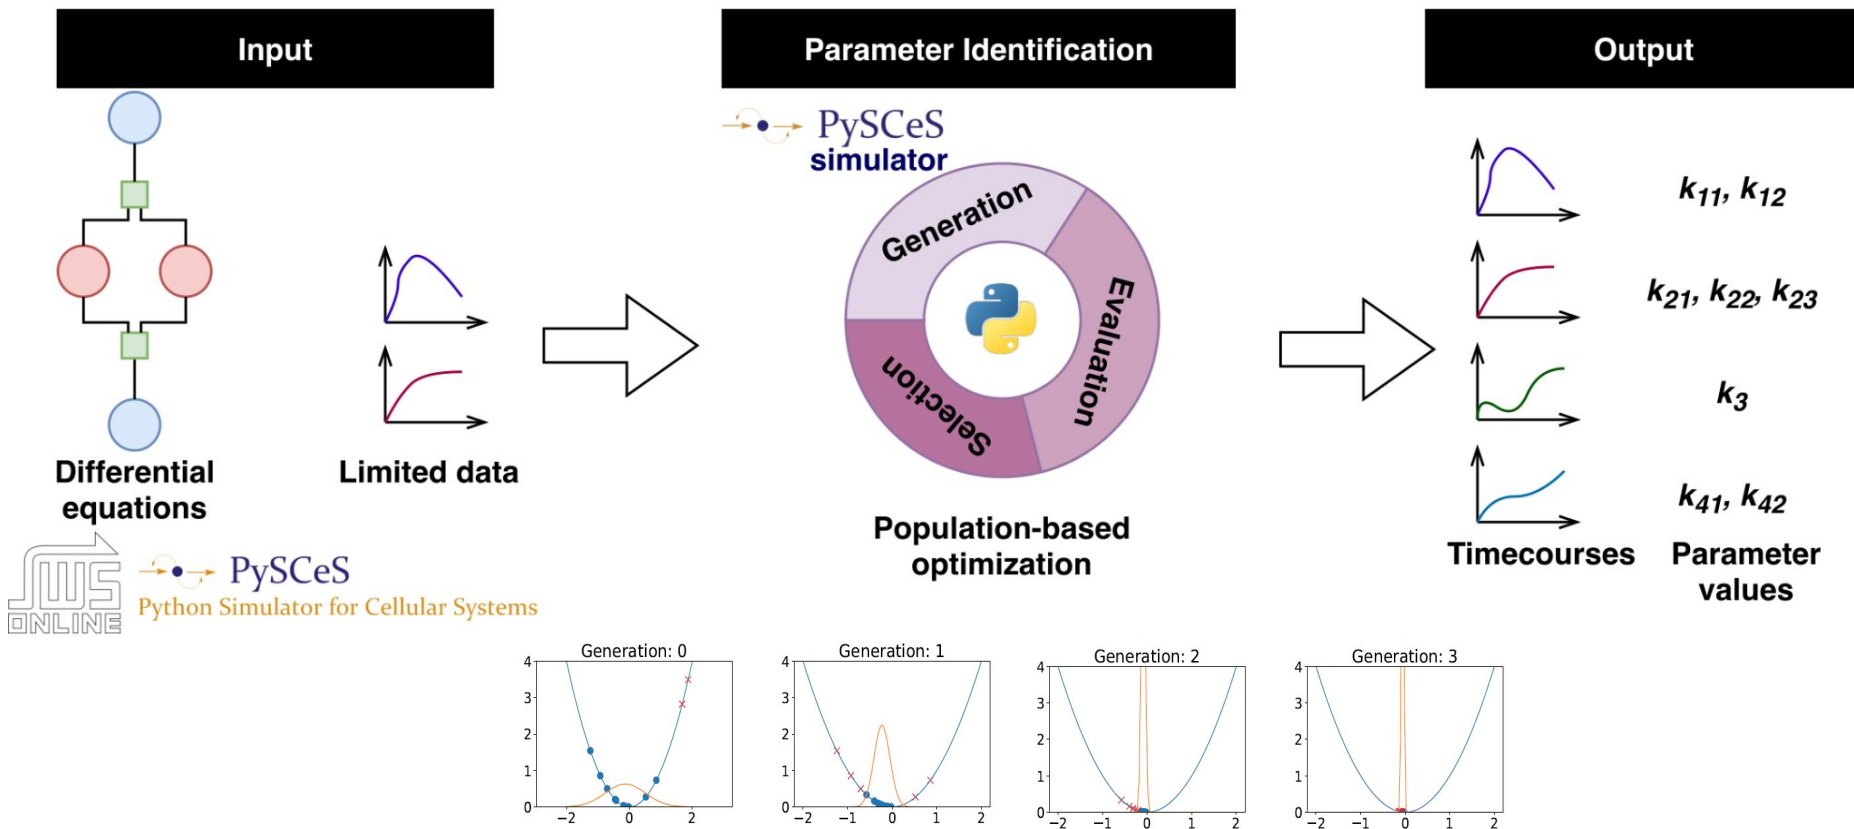 Input
Parameter Identification
Output
PySCeS
simulator
Generation
Evaluation
Selection
k11, k12
k21, k22, k23
k3
k41, k42
Differential
equations
Limited data
Population-based
optimization
Timecourses
Parameter
values
JWS
ONLINE
PySCeS
Python Simulator for Cellular Systems
Generation: 0
4
3
2
1
0
−2 0 2
Generation: 1
4
3
2
1
0
−2 −1 0 1 2
Generation: 2
4
3
2
1
0
−2 −1 0 1 2
Generation: 3
4
3
2
1
0
−2 −1 0 1 2